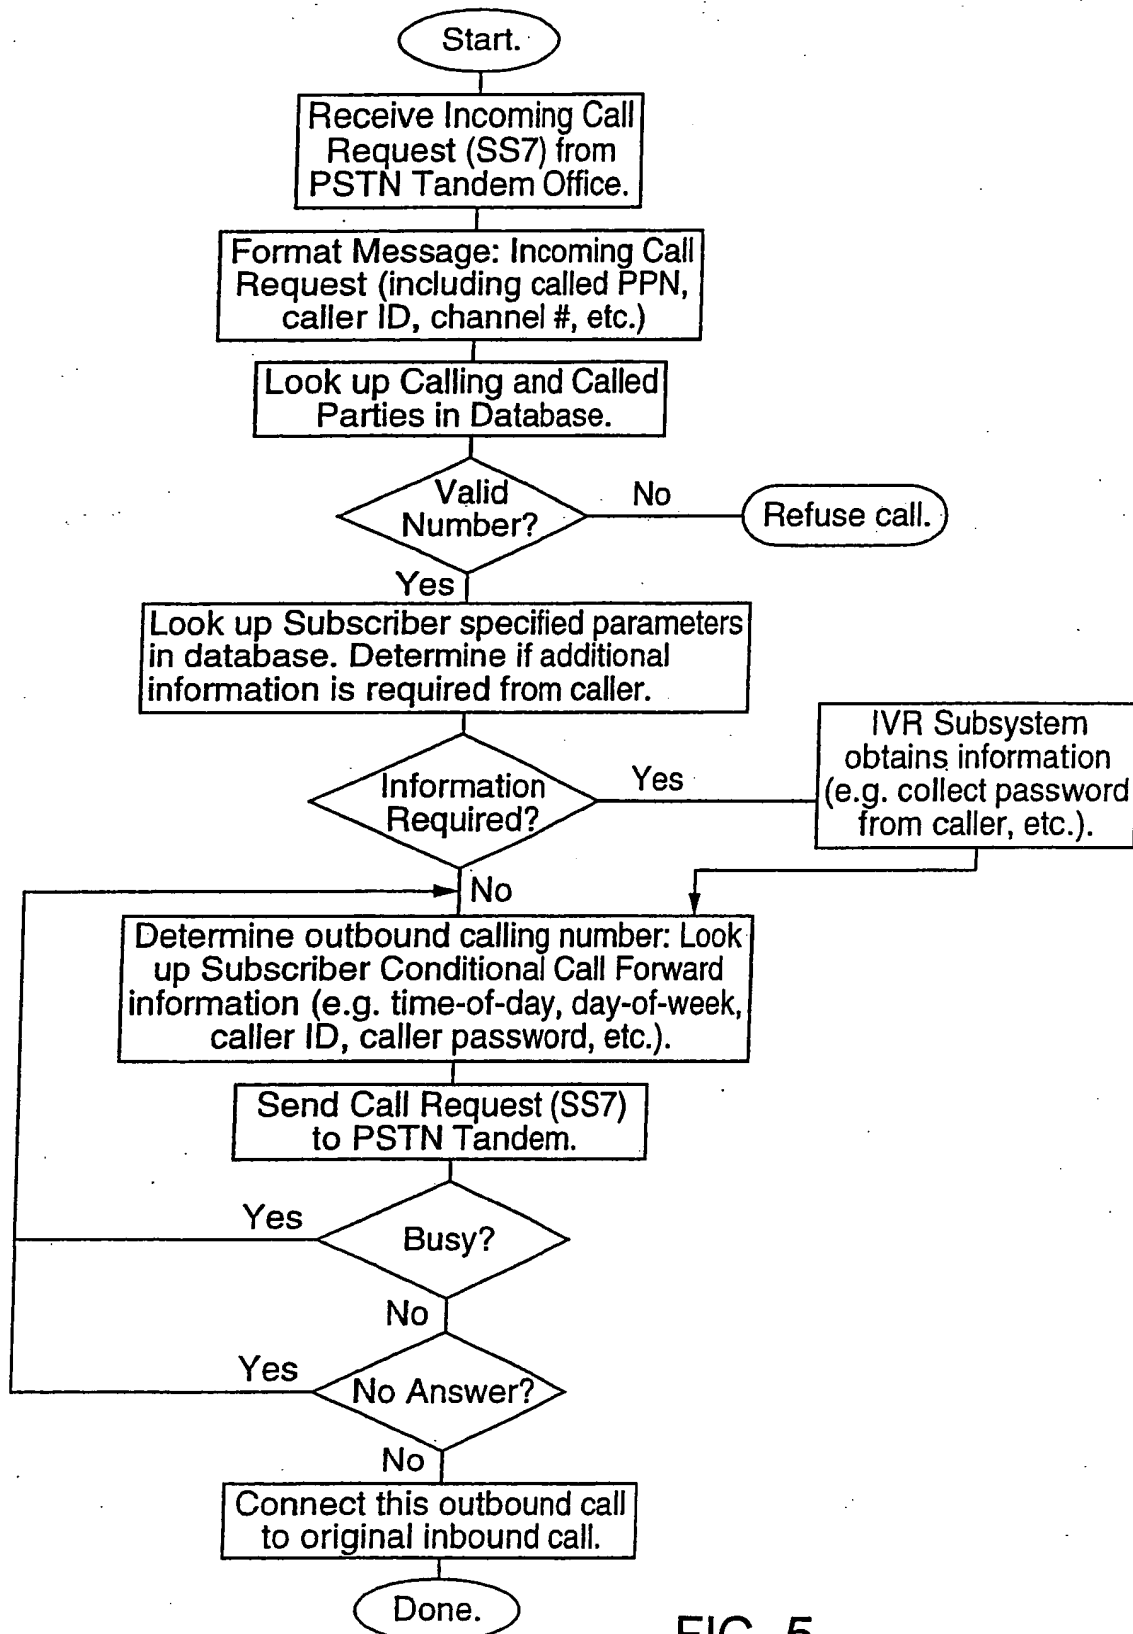 Start.
Receive Incoming Call
Request (SS7) from
PSTN Tandem Office.
Format Message: Incoming Call
Request (including called PPN,
caller ID, channel #, etc.)
Look up Calling and Called
Parties in Database.
Valid
Number?
No
Refuse call.
Yes
Look up Subscriber specified parameters
in database. Determine if additional
information is required from caller.
Information
Required?
Yes
IVR Subsystem
obtains information
(e.g. collect password
from caller, etc.).
No
Determine outbound calling number: Look
up Subscriber Conditional Call Forward
information (e.g. time-of-day, day-of-week,
caller ID, caller password, etc.).
Send Call Request (SS7)
to PSTN Tandem.
Yes
Busy?
No
Yes
No Answer?
No
Connect this outbound call
to original inbound call.
Done.
FIG. 5